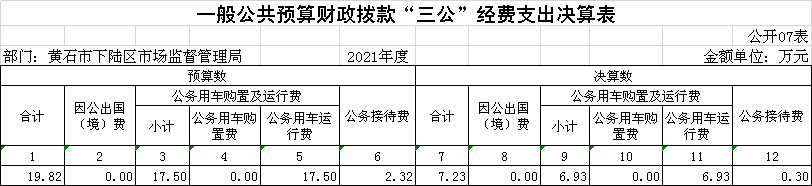 一般公共预算财政拨款“三公”经费支出决算表
公开07表
部门：黄石市下陆区市场监督管理局 2021年度 金额单位：万元
预算数 决算数
合计 因公出国（境）费 公务用车购置及运行费 公务接待费 合计 因公出国（境）费 公务用车购置及运行费 公务接待费
小计 公务用车购置费 公务用车运行费 小计 公务用车购置费 公务用车运行费
1 2 3 4 5 6 7 8 9 10 11 12
19.82 0.00 17.50 0.00 17.50 2.32 7.23 0.00 6.93 0.00 6.93 0.30